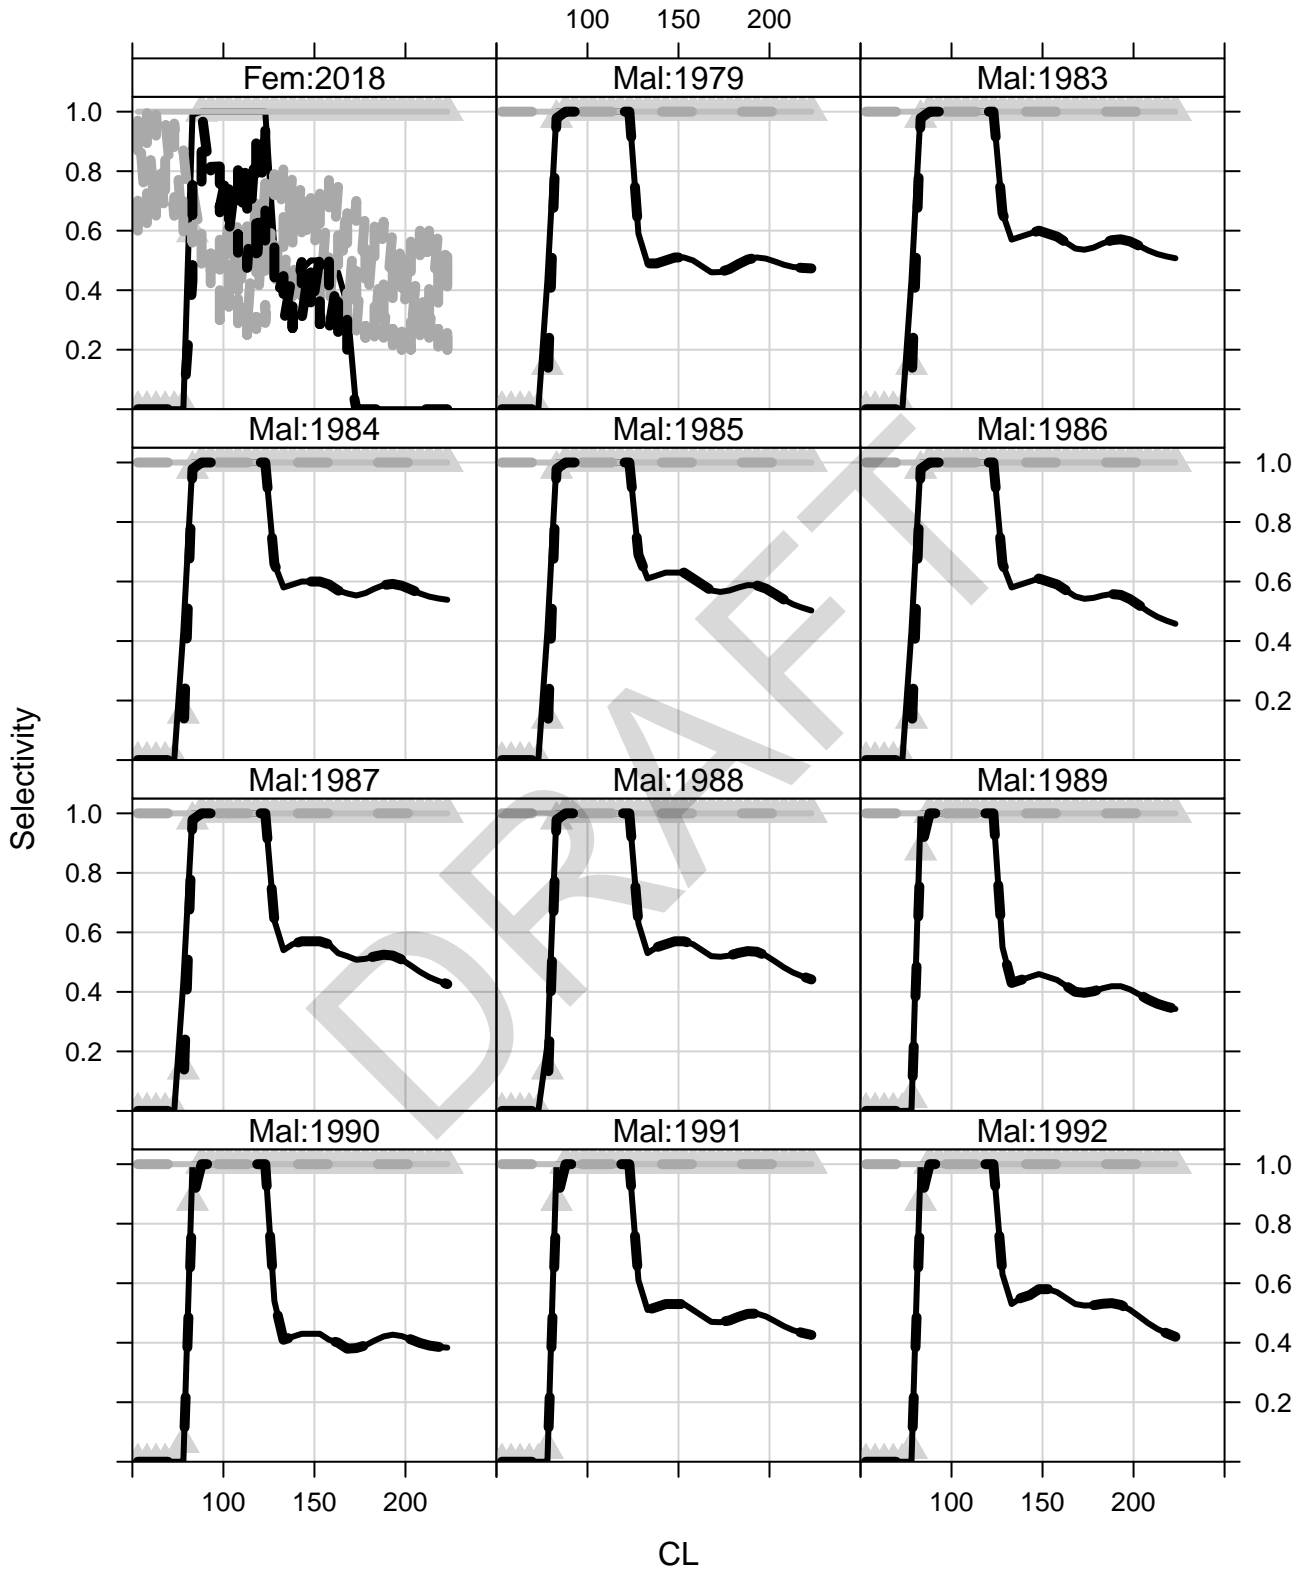 100 150 200
Fem:2018 Mal:1979 Mal:1983
1.0
0.8
0.6
0.4
0.2
Mal:1984 Mal:1985 Mal:1986
1.0
0.8
0.6
0.4
0.2
Mal:1987 Mal:1988 Mal:1989
1.0
0.8
0.6
0.4
0.2
Mal:1990 Mal:1991 Mal:1992
1.0
0.8
0.6
0.4
0.2
100 150 200 100 150 200
Selectivity
CL
DRAFT